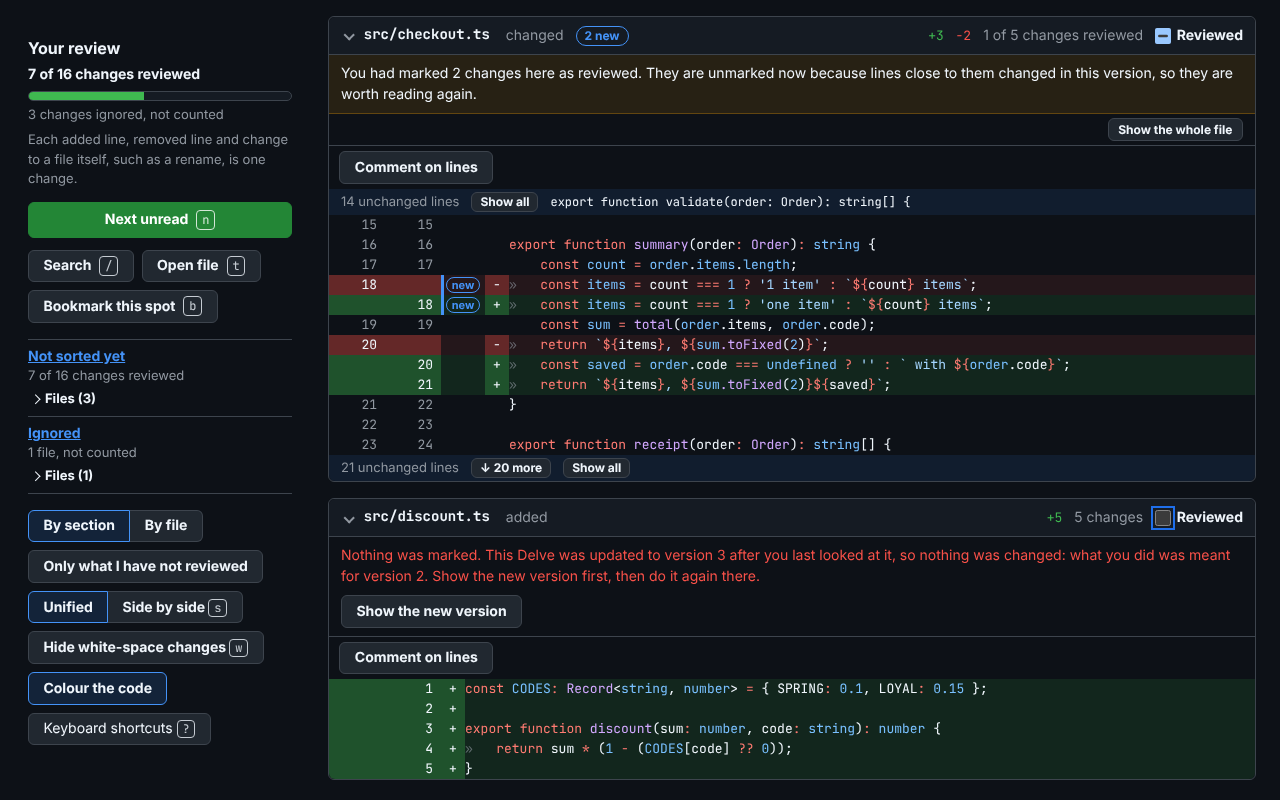 Your review
7 of 16 changes reviewed
3 changes ignored, not counted
Each added line, removed line and change
to a file itself, such as a rename, is one
change.
Next unread n
Search / Open file t
Bookmark this spot b
Not sorted yet
7 of 16 changes reviewed
Files (3)
Ignored
1 file, not counted
Files (1)
By section By file
Only what I have not reviewed
Unified Side by side s
Hide white-space changes w
Colour the code
Keyboard shortcuts ?
src/checkout.ts changed 2 new +3 -2 1 of 5 changes reviewed Reviewed
You had marked 2 changes here as reviewed. They are unmarked now because lines close to them changed in this version, so they are
worth reading again.
Show the whole file
Comment on lines
14 unchanged lines Show all export function validate(order: Order): string[] {
15 15
16 16 export function summary(order: Order): string {
17 17 const count = order.items.length;
18 new - » const items = count === 1 ? '1 item' : `${count} items`;
18 new + » const items = count === 1 ? 'one item' : `${count} items`;
19 19 const sum = total(order.items, order.code);
20 - » return `${items}, ${sum.toFixed(2)}`;
20 + » const saved = order.code === undefined ? '' : ` with ${order.code}`;
21 + » return `${items}, ${sum.toFixed(2)}${saved}`;
21 22 }
22 23
23 24 export function receipt(order: Order): string[] {
21 unchanged lines ↓ 20 more Show all
src/discount.ts added +5 5 changes Reviewed
Nothing was marked. This Delve was updated to version 3 after you last looked at it, so nothing was changed: what you did was meant
for version 2. Show the new version first, then do it again there.
Show the new version
Comment on lines
1 + const CODES: Record<string, number> = { SPRING: 0.1, LOYAL: 0.15 };
2 +
3 + export function discount(sum: number, code: string): number {
4 + » return sum * (1 - (CODES[code] ?? 0));
5 + }